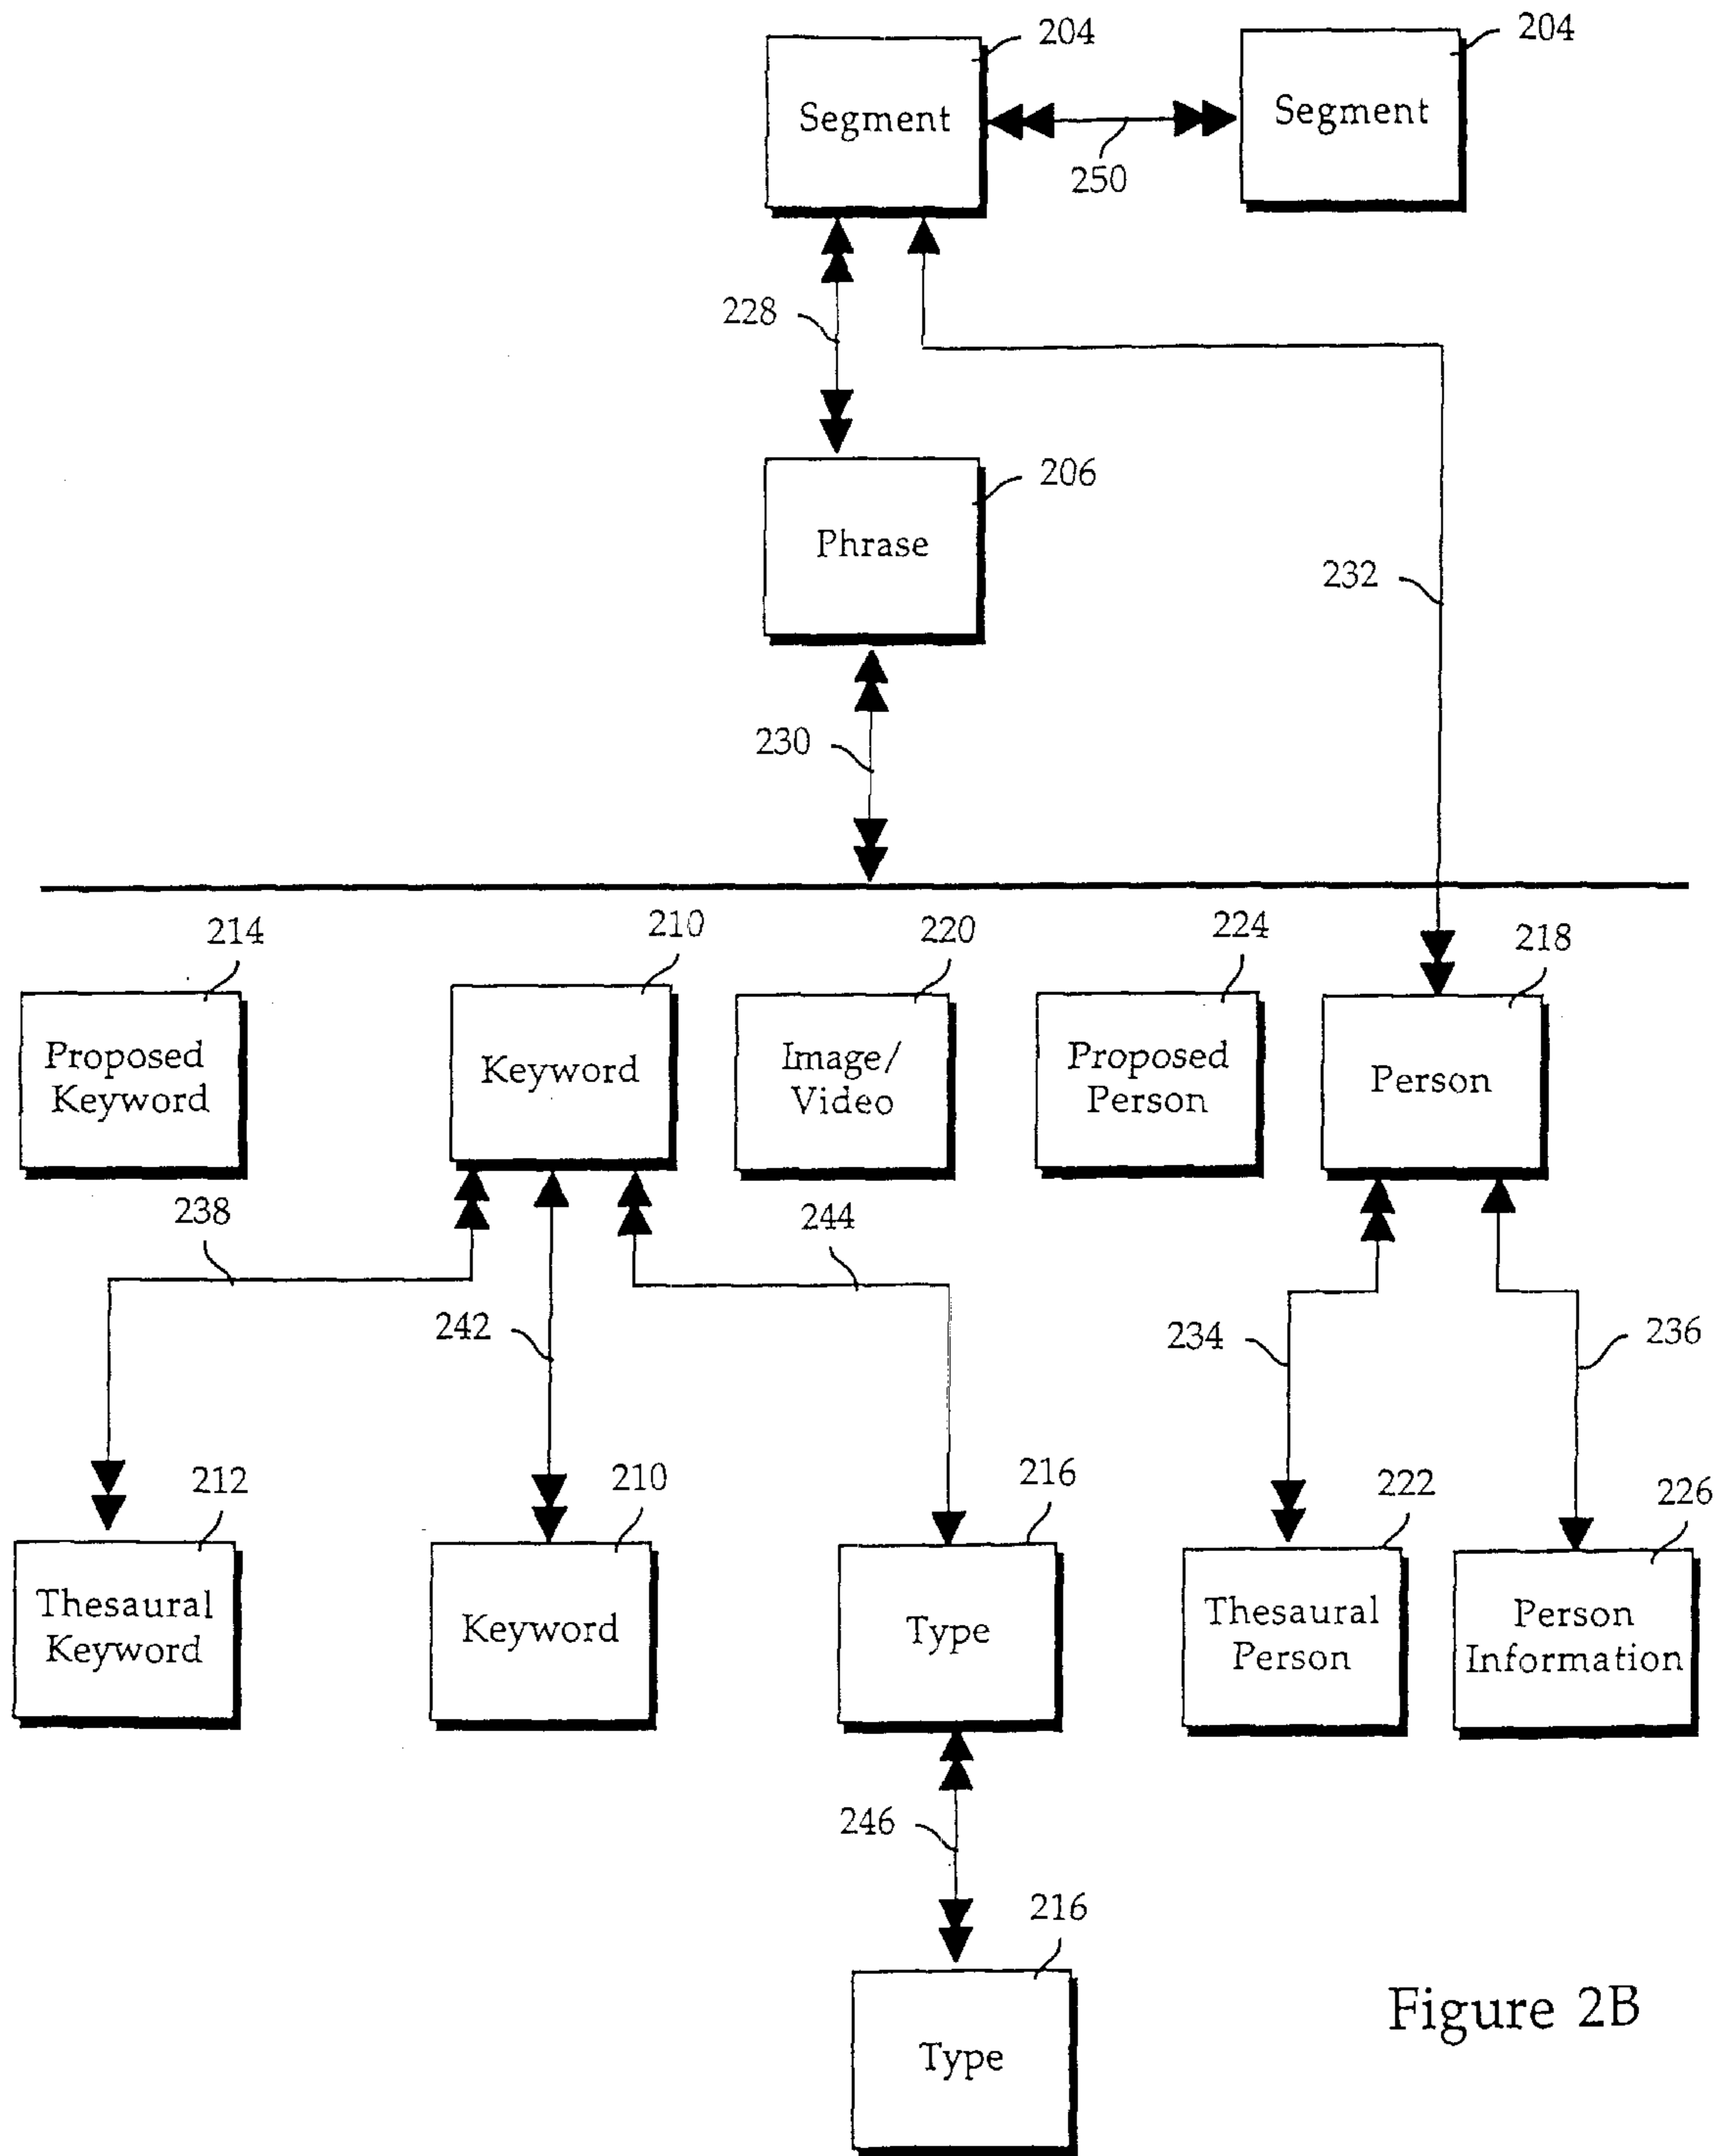 204
204
Segment
Segment
250
228
206
Phrase
232
230
214
210
220
224
218
Proposed
Keyword
Keyword
Image/
Video
Proposed
Person
Person
238
244
242
234
236
212
210
216
222
226
Thesaural
Keyword
Keyword
Type
Thesaural
Person
Person
Information
246
216
Type
Figure 2B